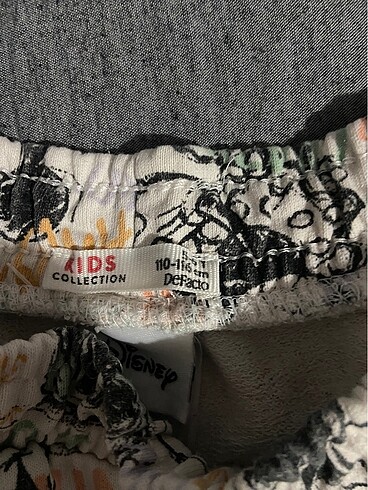 KIDS
COLLECTION
110-116 cm
DeFacto
DISNEY